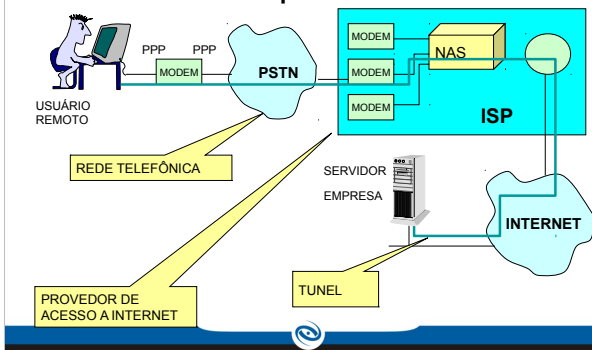 PPP
PPP
MODEM
USUÁRIO
REMOTO
PSTN
MODEM
MODEM
MODEM
NAS
ISP
REDE TELEFÔNICA
SERVIDOR
EMPRESA
INTERNET
TUNEL
PROVEDOR DE
ACESSO A INTERNET